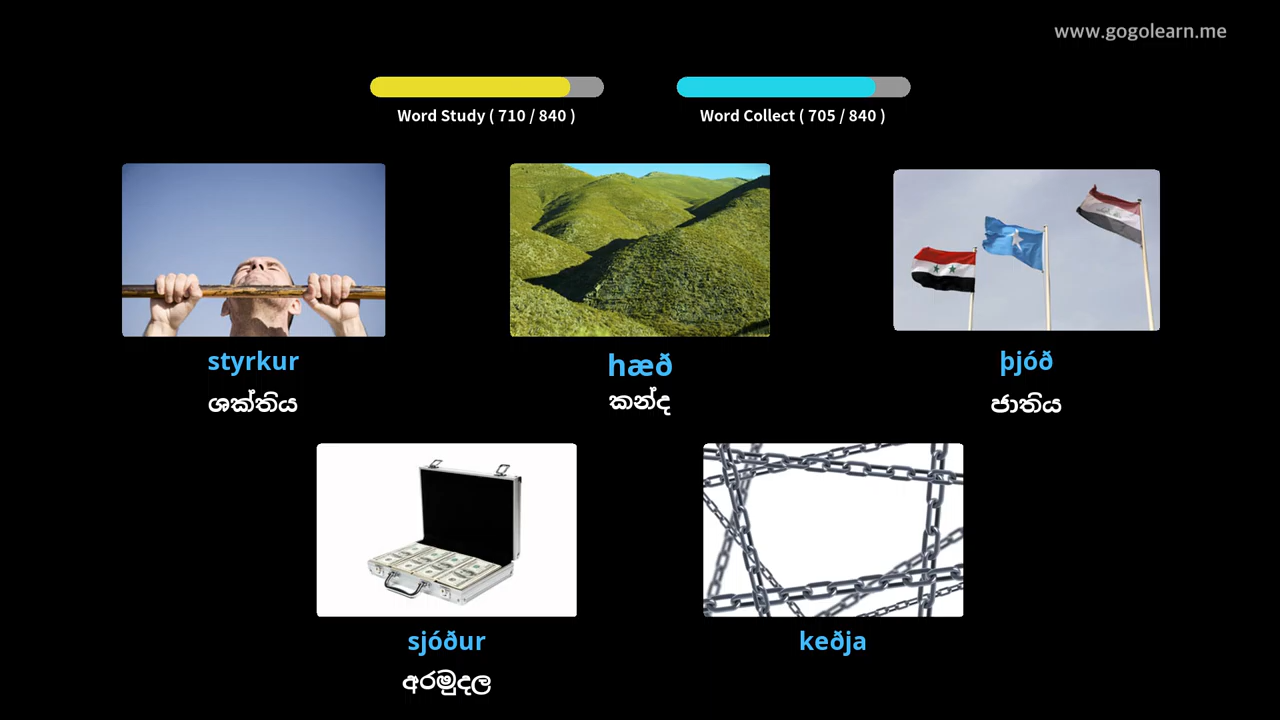 www.gogolearn.me
Word Study ( 710 / 840 )
Word Collect ( 705 / 840 )
styrkur
ශක්තිය
hæð
කන්ද
þjóð
ජාතිය
sjóður
අරමුදල
keðja